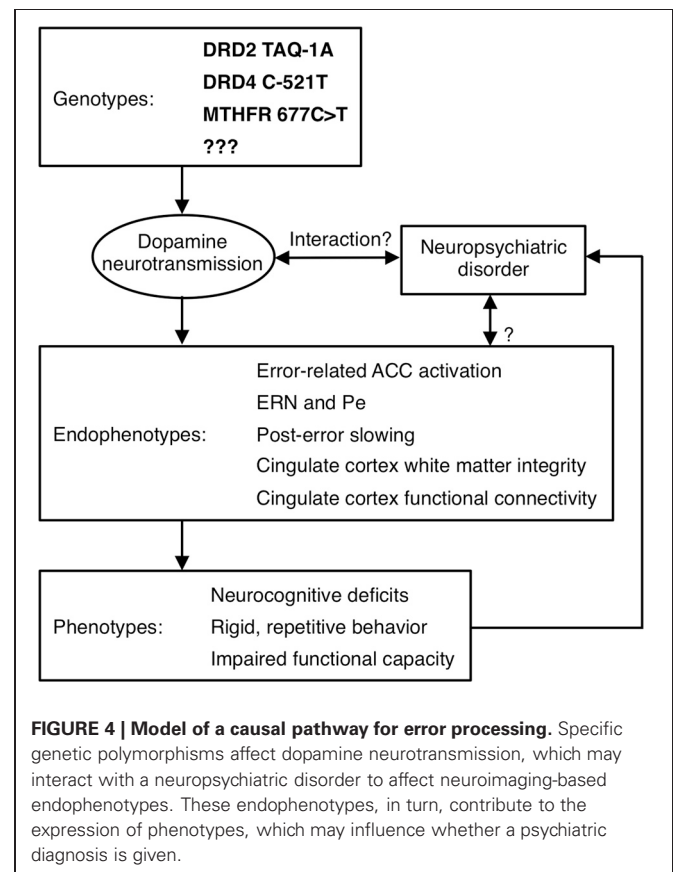 Genotypes:
DRD2 TAQ-1A
DRD4 C-521T
MTHFR 677C>T
???
Dopamine
neurotransmission
Interaction?
Neuropsychiatric
disorder
?
Endophenotypes:
Error-related ACC activation
ERN and Pe
Post-error slowing
Cingulate cortex white matter integrity
Cingulate cortex functional connectivity
Phenotypes:
Neurocognitive deficits
Rigid, repetitive behavior
Impaired functional capacity
FIGURE 4 | Model of a causal pathway for error processing. Specific
genetic polymorphisms affect dopamine neurotransmission, which may
interact with a neuropsychiatric disorder to affect neuroimaging-based
endophenotypes. These endophenotypes, in turn, contribute to the
expression of phenotypes, which may influence whether a psychiatric
diagnosis is given.